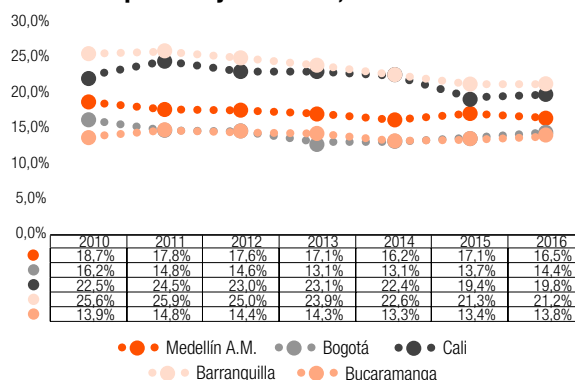 30,0%
25,0%
20,0%
15,0%
10,0%
5,0%
0,0%
2010 2011 2012 2013 2014 2015 2016
18,7% 17,8% 17,6% 17,1% 16,2% 17,1% 16,5%
16,2% 14,8% 14,6% 13,1% 13,1% 13,7% 14,4%
22,5% 24,5% 23,0% 23,1% 22,4% 19,4% 19,8%
25,6% 25,9% 25,0% 23,9% 22,6% 21,3% 21,2%
13,9% 14,8% 14,4% 14,3% 13,3% 13,4% 13,8%
Medellín A.M. Bogotá Cali
Barranquilla Bucaramanga